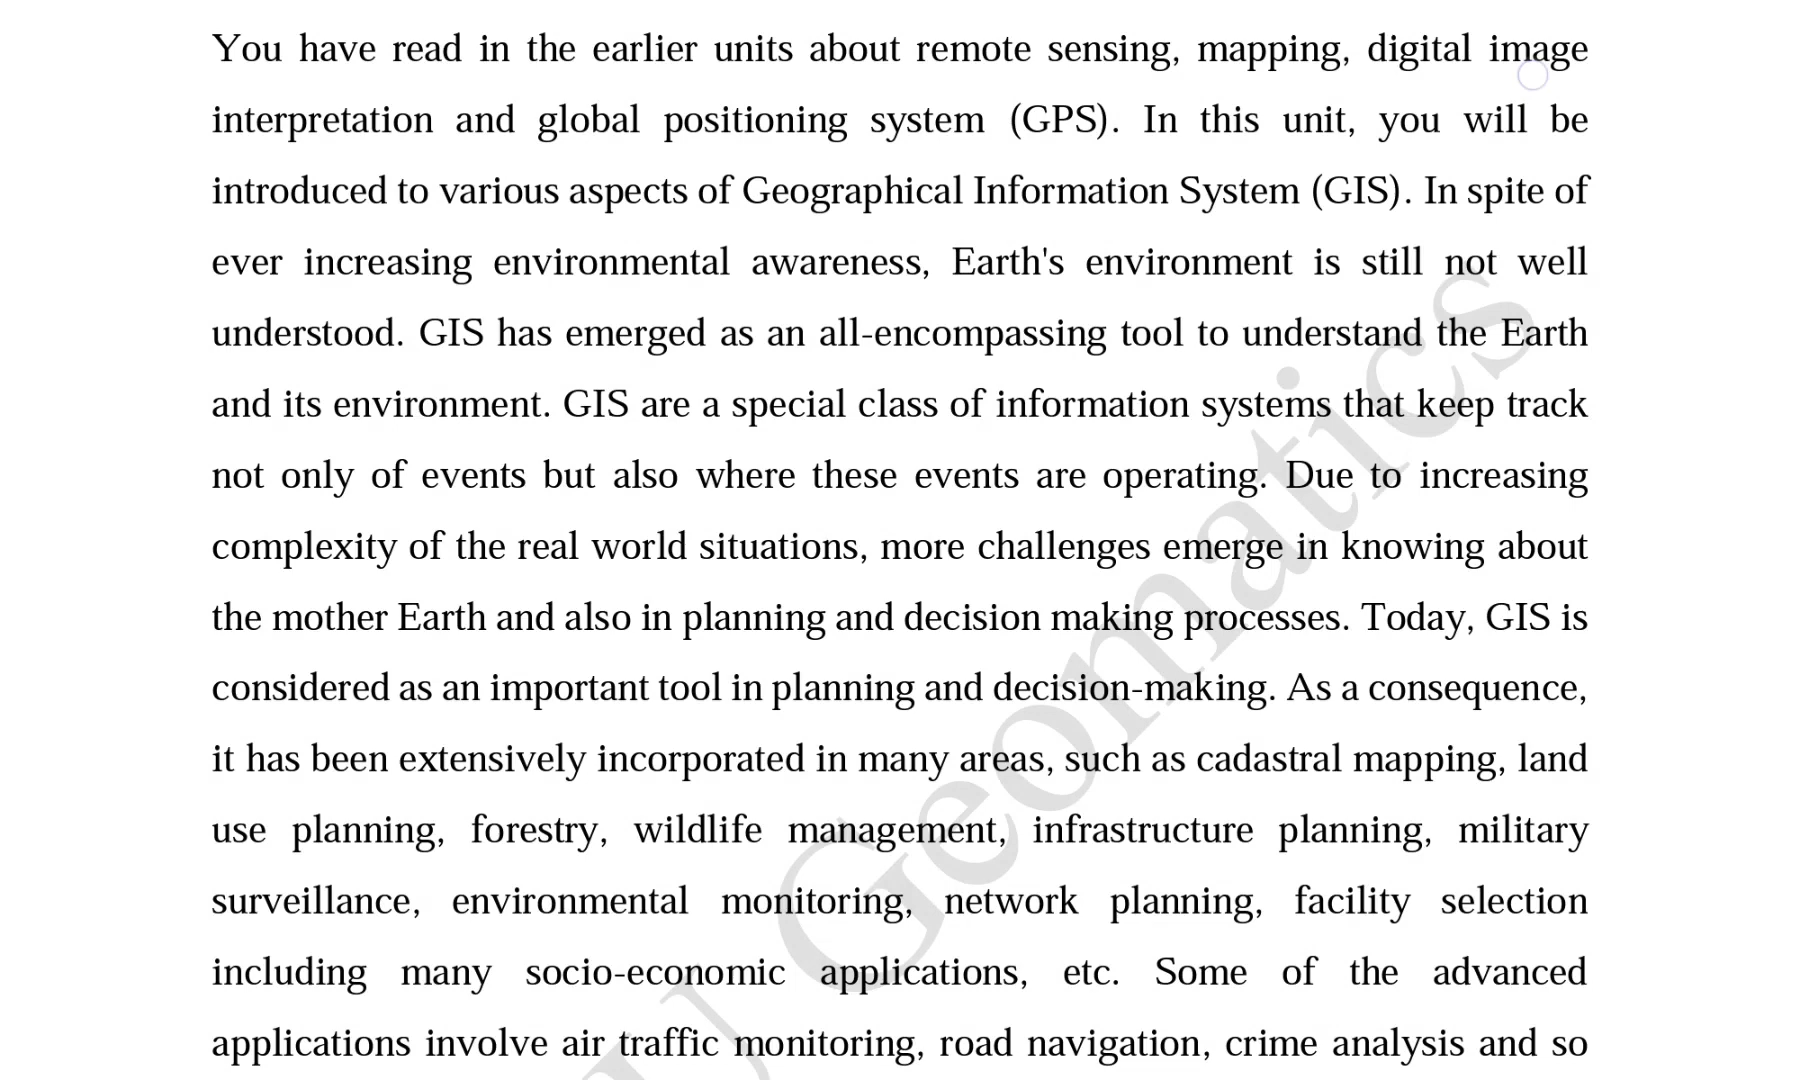 You have read in the earlier units about remote sensing, mapping, digital image
interpretation and global positioning system (GPS). In this unit, you will be
introduced to various aspects of Geographical Information System (GIS). In spite of
ever increasing environmental awareness, Earth's environment is still not well
understood. GIS has emerged as an all-encompassing tool to understand the Earth
and its environment. GIS are a special class of information systems that keep track
not only of events but also where these events are operating. Due to increasing
complexity of the real world situations, more challenges emerge in knowing about
the mother Earth and also in planning and decision making processes. Today, GIS is
considered as an important tool in planning and decision-making. As a consequence,
it has been extensively incorporated in many areas, such as cadastral mapping, land
use planning, forestry, wildlife management, infrastructure planning, military
surveillance, environmental monitoring, network planning, facility selection
including many socio-economic applications, etc. Some of the advanced
applications involve air traffic monitoring, road navigation, crime analysis and so
U Geomatics